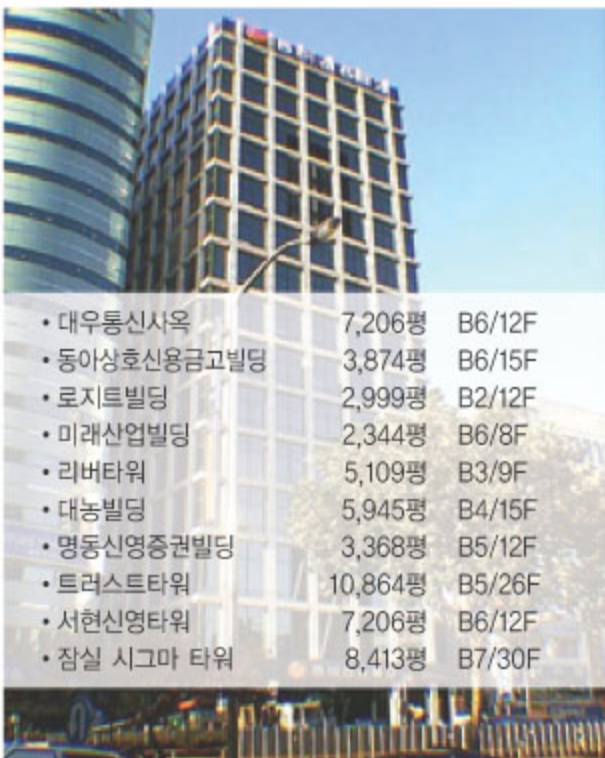 • 대우통신사옥 7,206평 B6/12F
• 동아상호신용금고빌딩 3,874평 B6/15F
• 로지트빌딩 2,999평 B2/12F
• 미래산업빌딩 2,344평 B6/8F
• 리버타워 5,109평 B3/9F
• 대농빌딩 5,945평 B4/15F
• 명동신영증권빌딩 3,368평 B5/12F
• 트러스트타워 10,864평 B5/26F
• 서현신영타워 7,206평 B6/12F
• 잠실 시그마 타워 8,413평 B7/30F